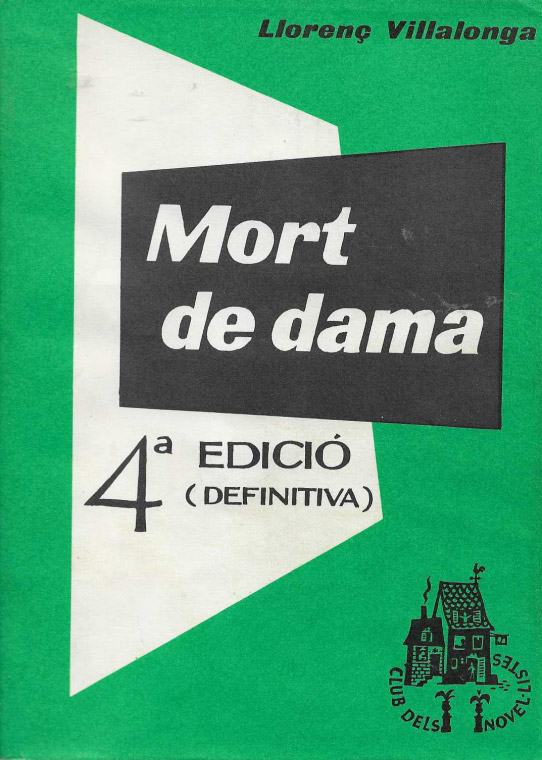 Llorenç Villalonga
Mort
de dama
4ª EDICIÓ
(DEFINITIVA)
CLUB DELS NOVEL·LISTES